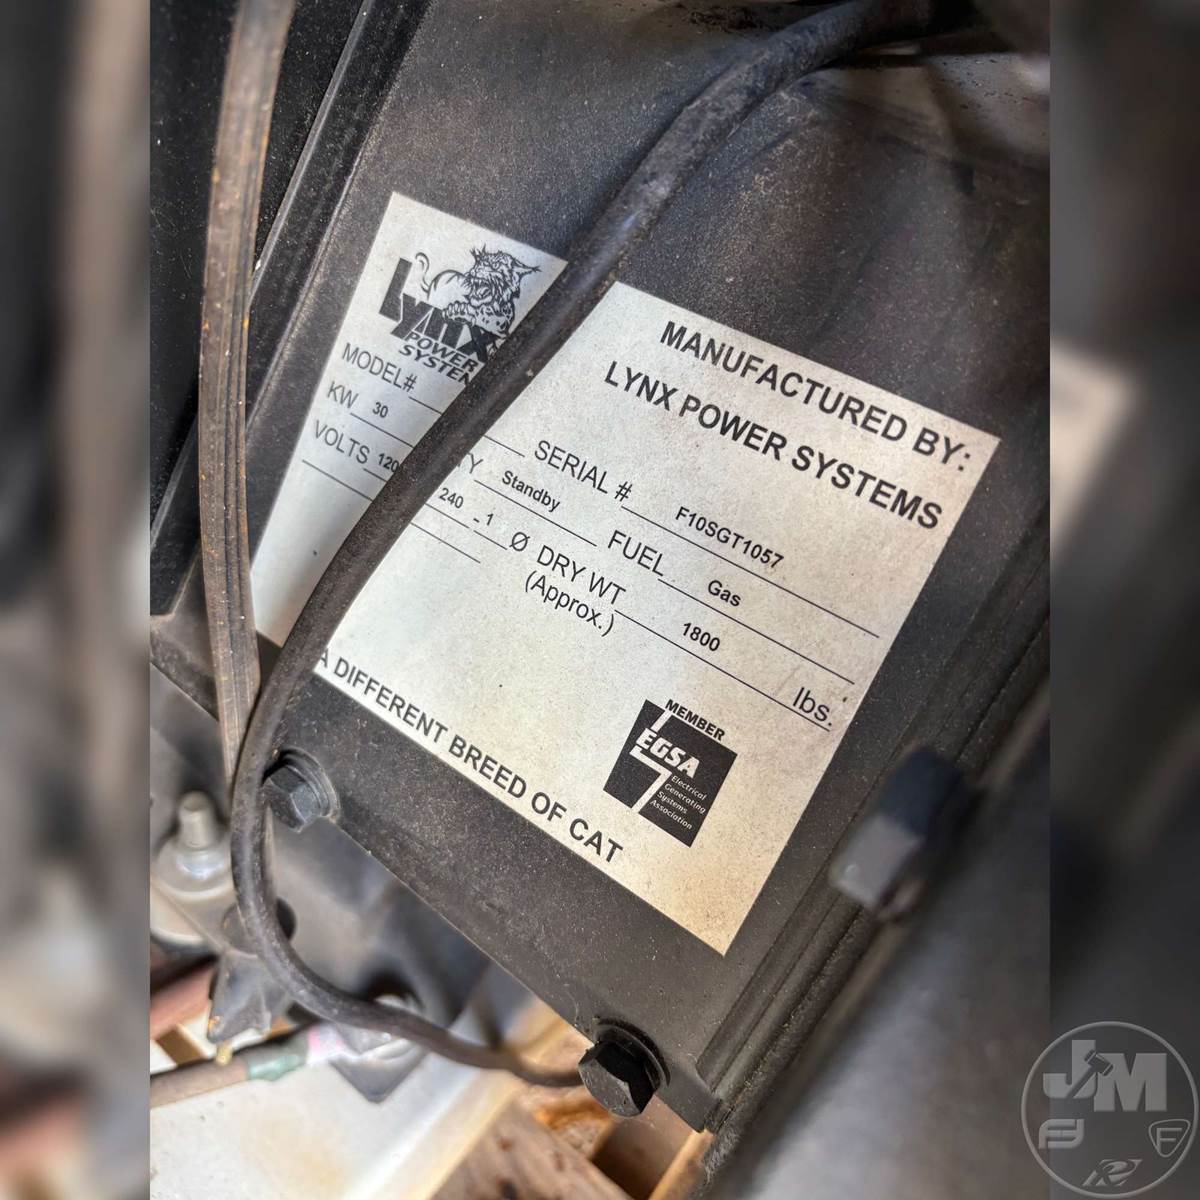 Lynx
POWER
MANUFACTURED BY:
LYNX POWER SYSTEMS
MODEL# SERIAL # F10SGT1057
KW 30 Standby FUEL Gas
VOLTS 120 240 1 Ø DRY WT 1800 lbs.
(Approx.)
MEMBER
EGSA
Electrical
Generating
Systems
Association
A DIFFERENT BREED OF CAT
JM
F F
R